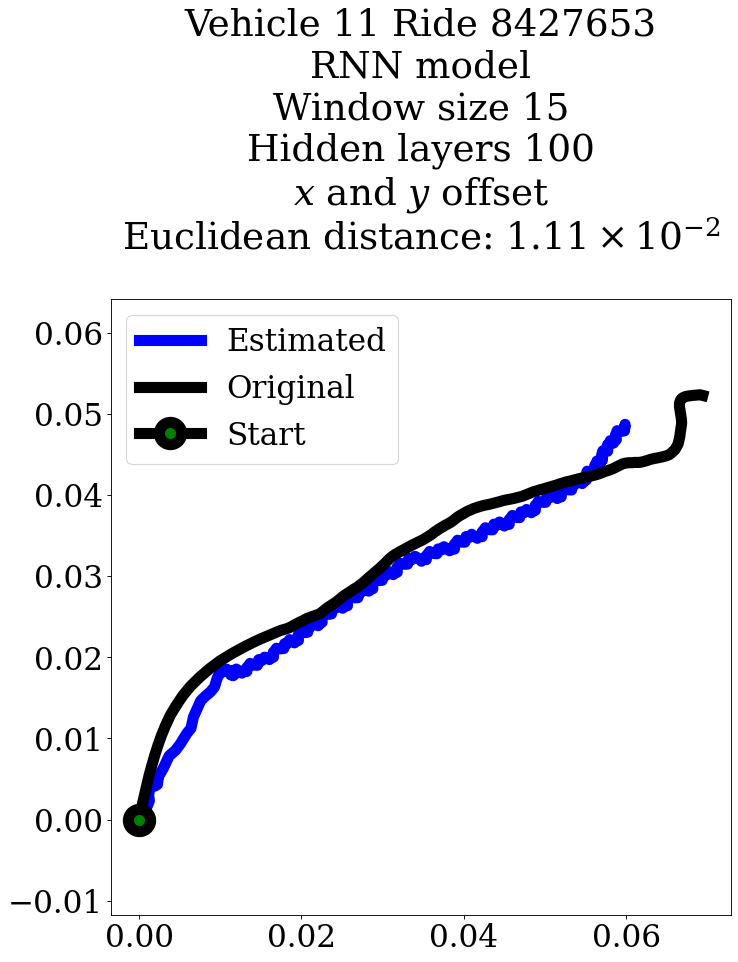 Vehicle 11 Ride 8427653
RNN model
Window size 15
Hidden layers 100
x and y offset
Euclidean distance: 1.11 × 10⁻²
Estimated
Original
Start
0.06
0.05
0.04
0.03
0.02
0.01
0.00
−0.01
0.00 0.02 0.04 0.06